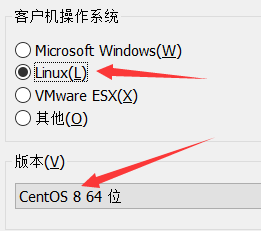 客户机操作系统
Microsoft Windows(W)
Linux(L)
VMware ESX(X)
其他(O)
版本(V)
CentOS 8 64 位